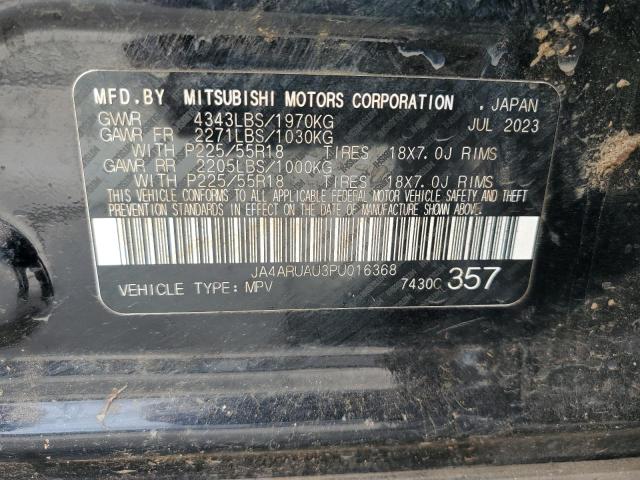 MFD.BY MITSUBISHI MOTORS CORPORATION . JAPAN
GVWR 4343LBS/1970KG JUL 2023
GAWR FR 2271LBS/1030KG
WITH P225/55R18 TIRES 18X7.0J RIMS
GAWR RR 2205LBS/1000KG
WITH P225/55R18 TIRES 18X7.0J RIMS
THIS VEHICLE CONFORMS TO ALL APPLICABLE FEDERAL MOTOR VEHICLE SAFETY AND THEFT
PREVENTION STANDARDS IN EFFECT ON THE DATE OF MANUFACTURE SHOWN ABOVE.
JA4ARUAU3PU016368
VEHICLE TYPE: MPV 7430C 357